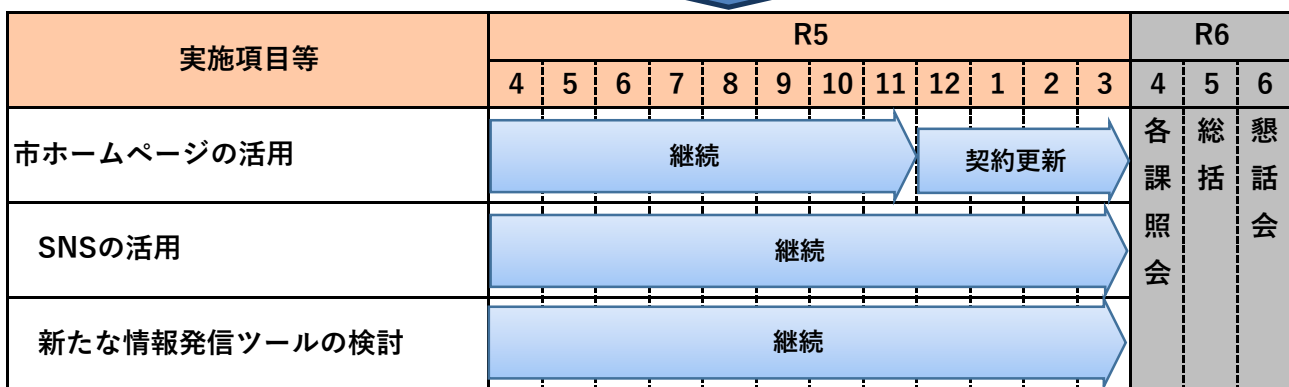 実施項目等
R5
R6
4 5 6 7 8 9 10 11 12 1 2 3 4 5 6
市ホームページの活用
継続
契約更新
SNSの活用
継続
新たな情報発信ツールの検討
継続
各課照会
総括
懇話会